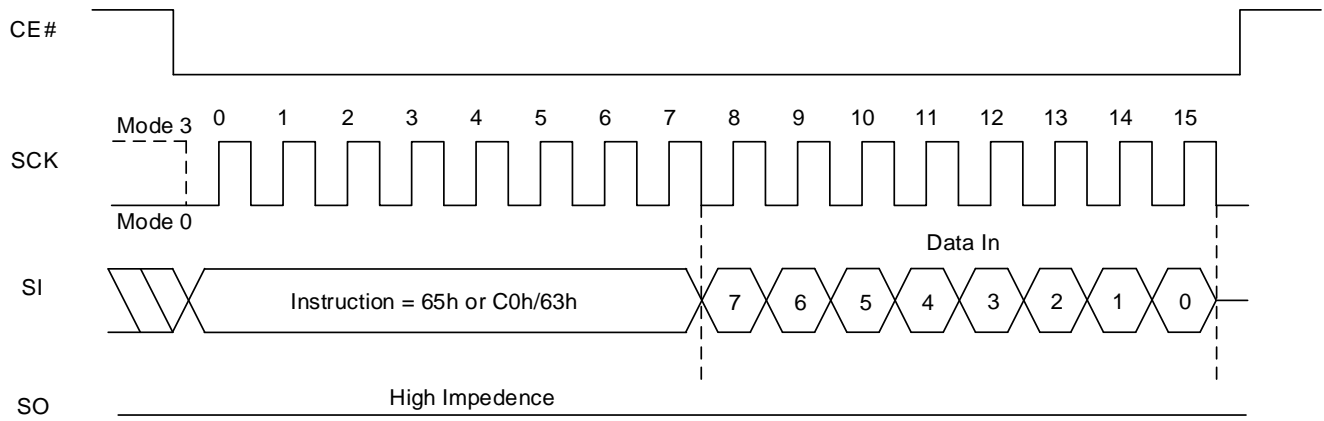 CE#
Mode 3 0 1 2 3 4 5 6 7 8 9 10 11 12 13 14 15
SCK
Mode 0
Data In
SI
Instruction = 65h or C0h/63h 7 6 5 4 3 2 1 0
High Impedence
SO